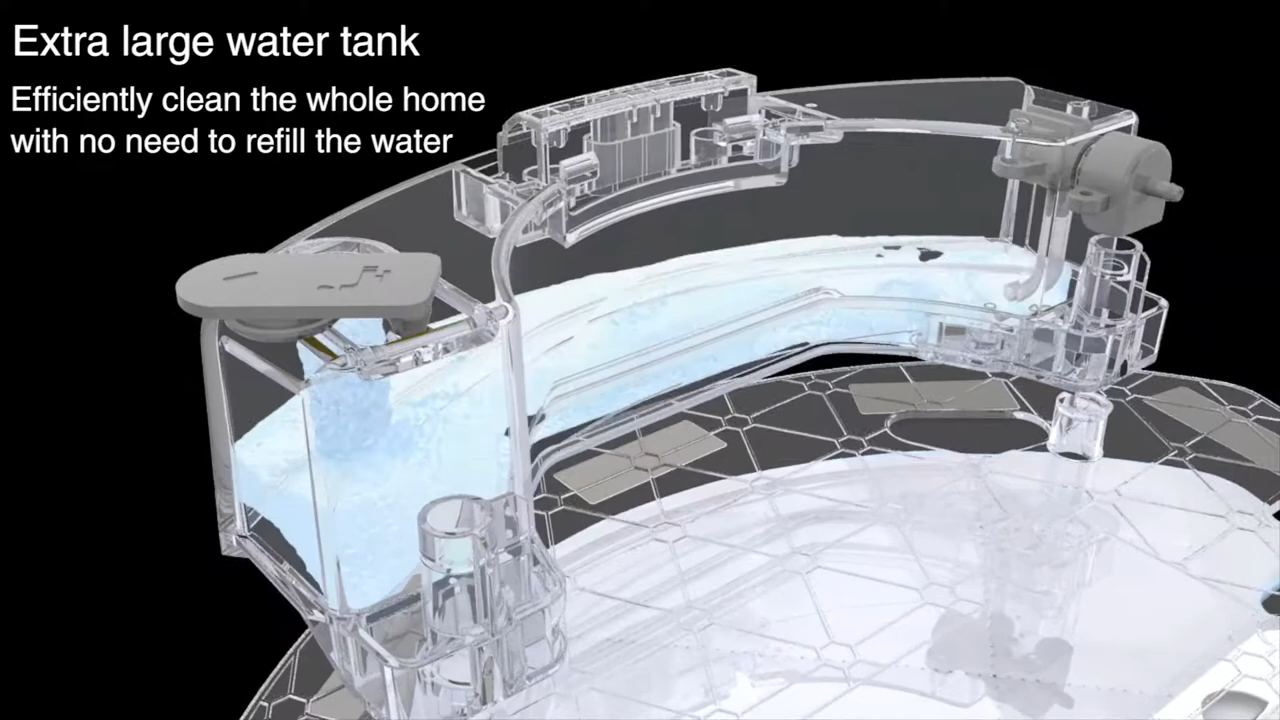 Extra large water tank
Efficiently clean the whole home
with no need to refill the water